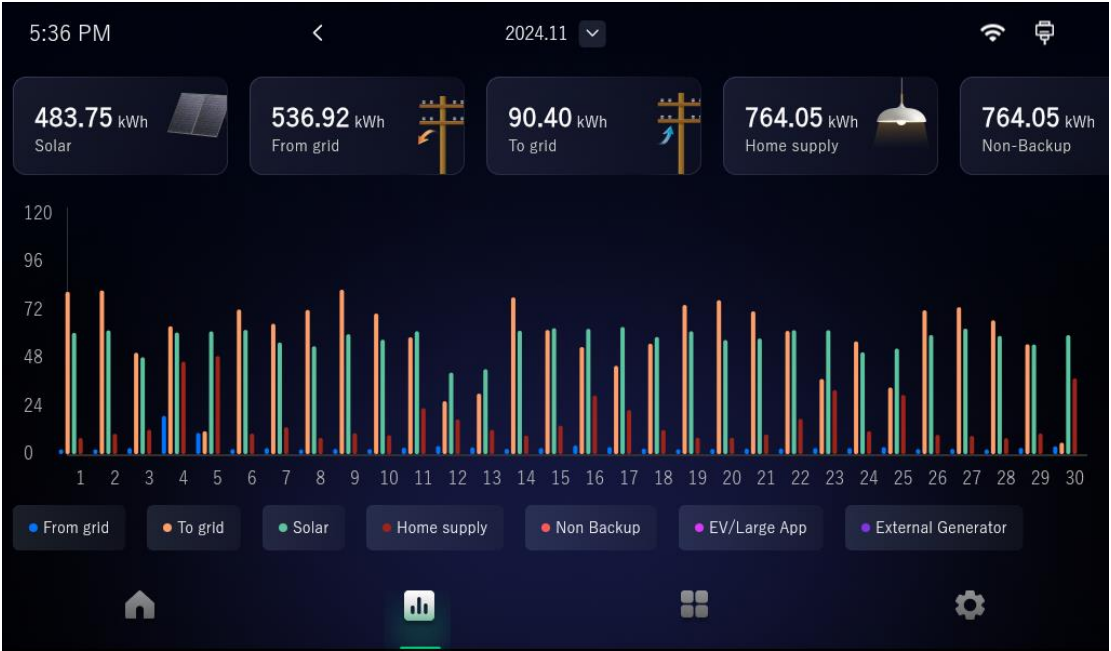 5:36 PM
2024.11
483.75 kWh
Solar
536.92 kWh
From grid
90.40 kWh
To grid
764.05 kWh
Home supply
764.05 kWh
Non-Backup
120
96
72
48
24
0
1 2 3 4 5 6 7 8 9 10 11 12 13 14 15 16 17 18 19 20 21 22 23 24 25 26 27 28 29 30
From grid To grid Solar Home supply Non Backup EV/Large App External Generator